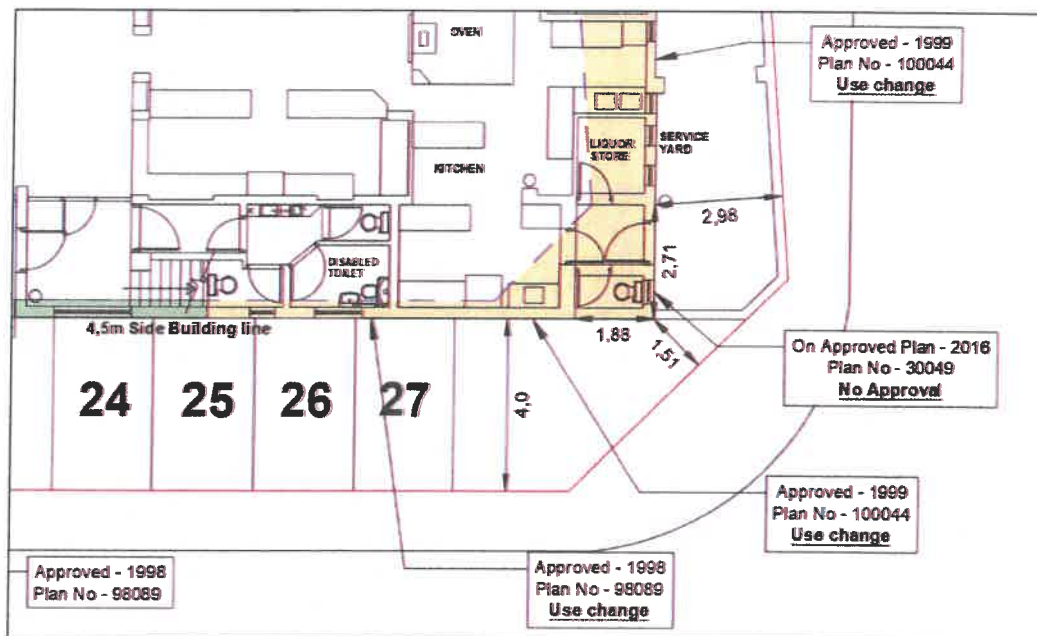 OVEN
Approved - 1999
Plan No - 100044
Use change
LIQUOR
STORE
SERVICE
YARD
KITCHEN
2,98
2,71
DISABLED
TOILET
4,5m Side Building line
1,88
1,51
On Approved Plan - 2016
Plan No - 30049
No Approval
24 25 26 27
4,0
Approved - 1999
Plan No - 100044
Use change
Approved - 1998
Plan No - 98089
Approved - 1998
Plan No - 98089
Use change